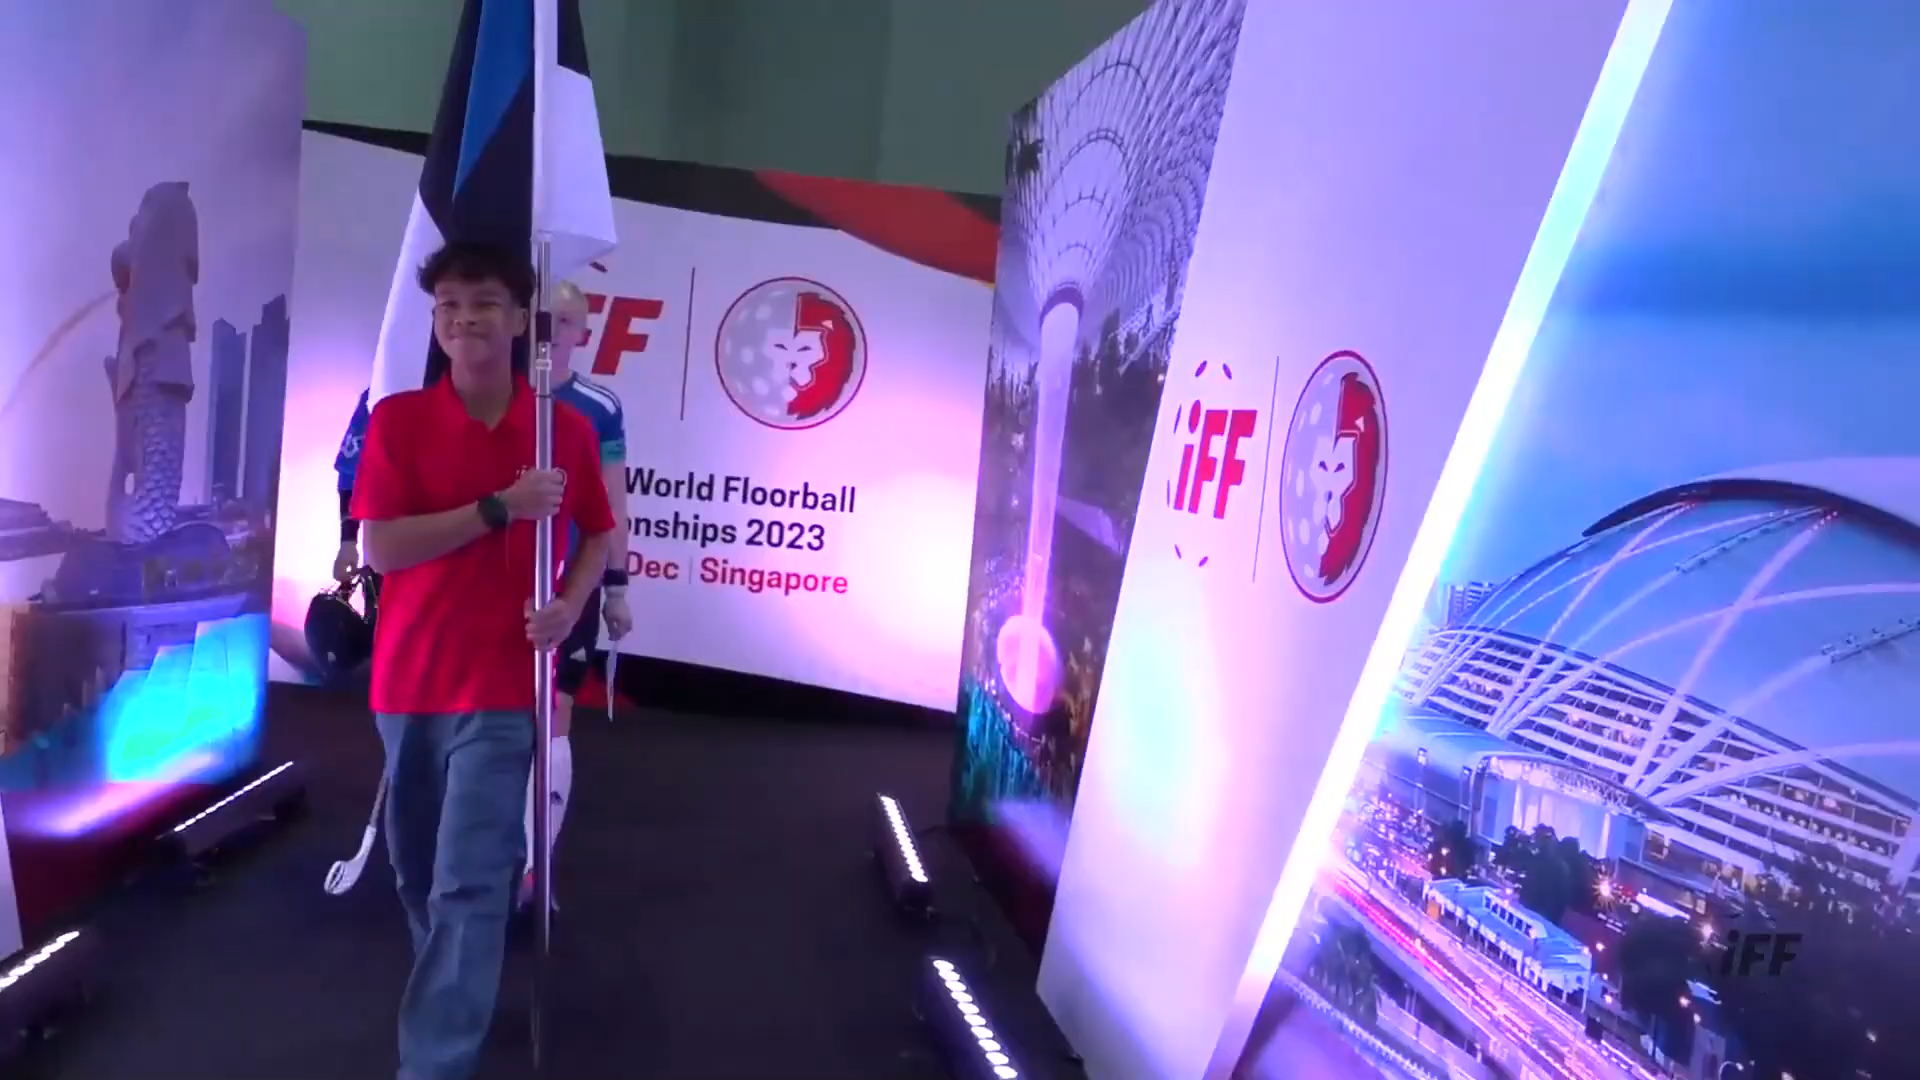 iFF
World Floorball
onships 2023
Dec | Singapore
iFF
iFF